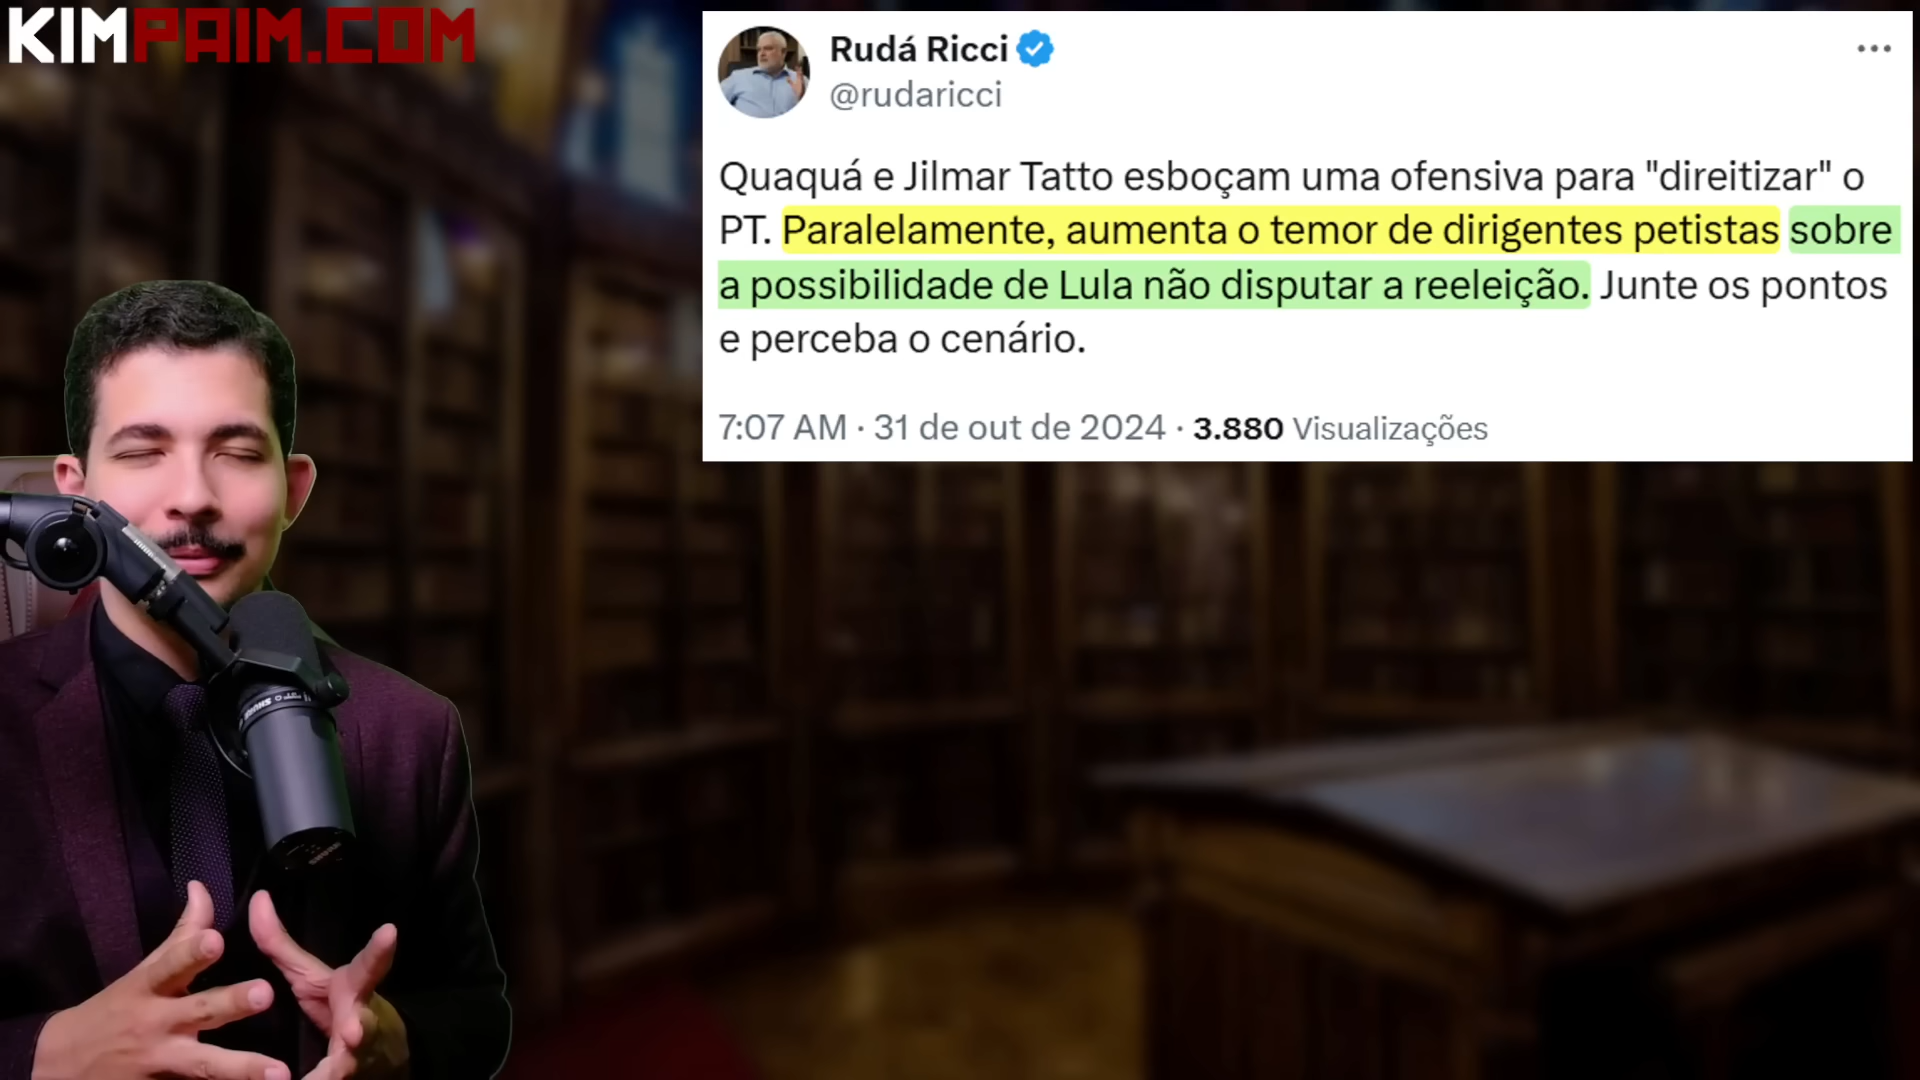 KIMPAIM.COM
Rudá Ricci
@rudaricci
Quaquá e Jilmar Tatto esboçam uma ofensiva para "direitizar" o
PT. Paralelamente, aumenta o temor de dirigentes petistas sobre
a possibilidade de Lula não disputar a reeleição. Junte os pontos
e perceba o cenário.
7:07 AM · 31 de out de 2024 · 3.880 Visualizações
SHURE